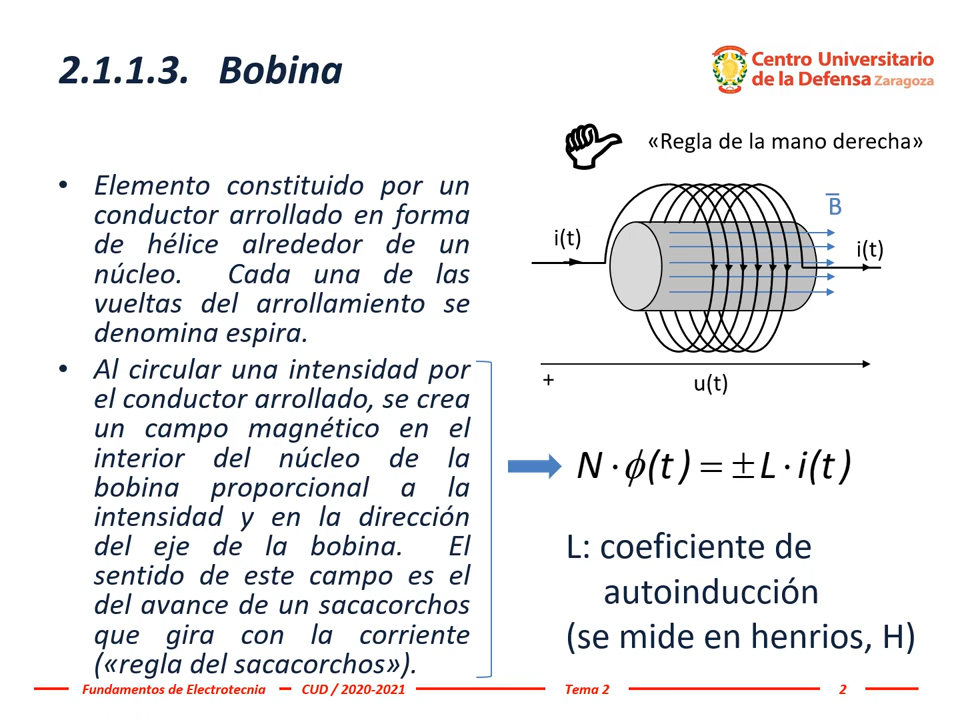 2.1.1.3. Bobina
Centro Universitario
de la Defensa Zaragoza
• Elemento constituido por un
conductor arrollado en forma
de hélice alrededor de un
núcleo. Cada una de las
vueltas del arrollamiento se
denomina espira.
• Al circular una intensidad por
el conductor arrollado, se crea
un campo magnético en el
interior del núcleo de la
bobina proporcional a la
intensidad y en la dirección
del eje de la bobina. El
sentido de este campo es el
del avance de un sacacorchos
que gira con la corriente
(«regla del sacacorchos»).
«Regla de la mano derecha»
B̅
i(t)
i(t)
+ u(t)
N · ϕ(t) = ±L · i(t)
L: coeficiente de
autoinducción
(se mide en henrios, H)
Fundamentos de Electrotecnia CUD / 2020-2021 Tema 2 2